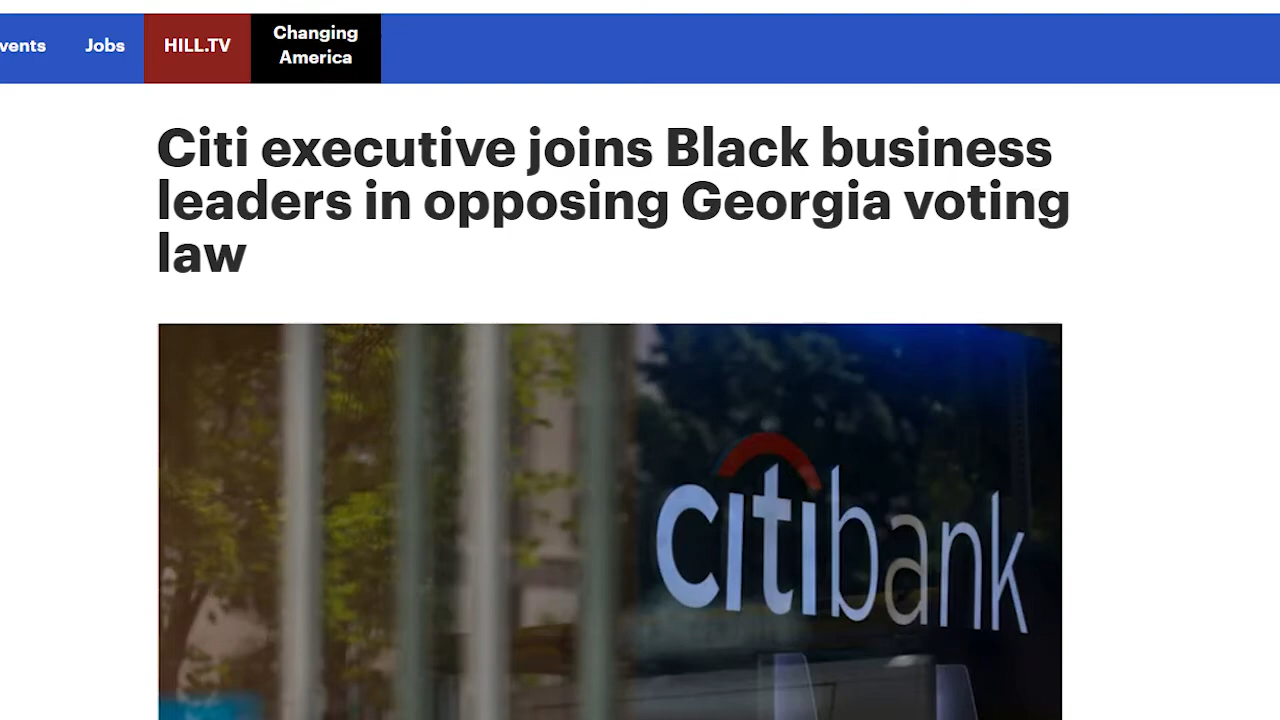 vents Jobs HILL.TV Changing
America
Citi executive joins Black business
leaders in opposing Georgia voting
law
citibank